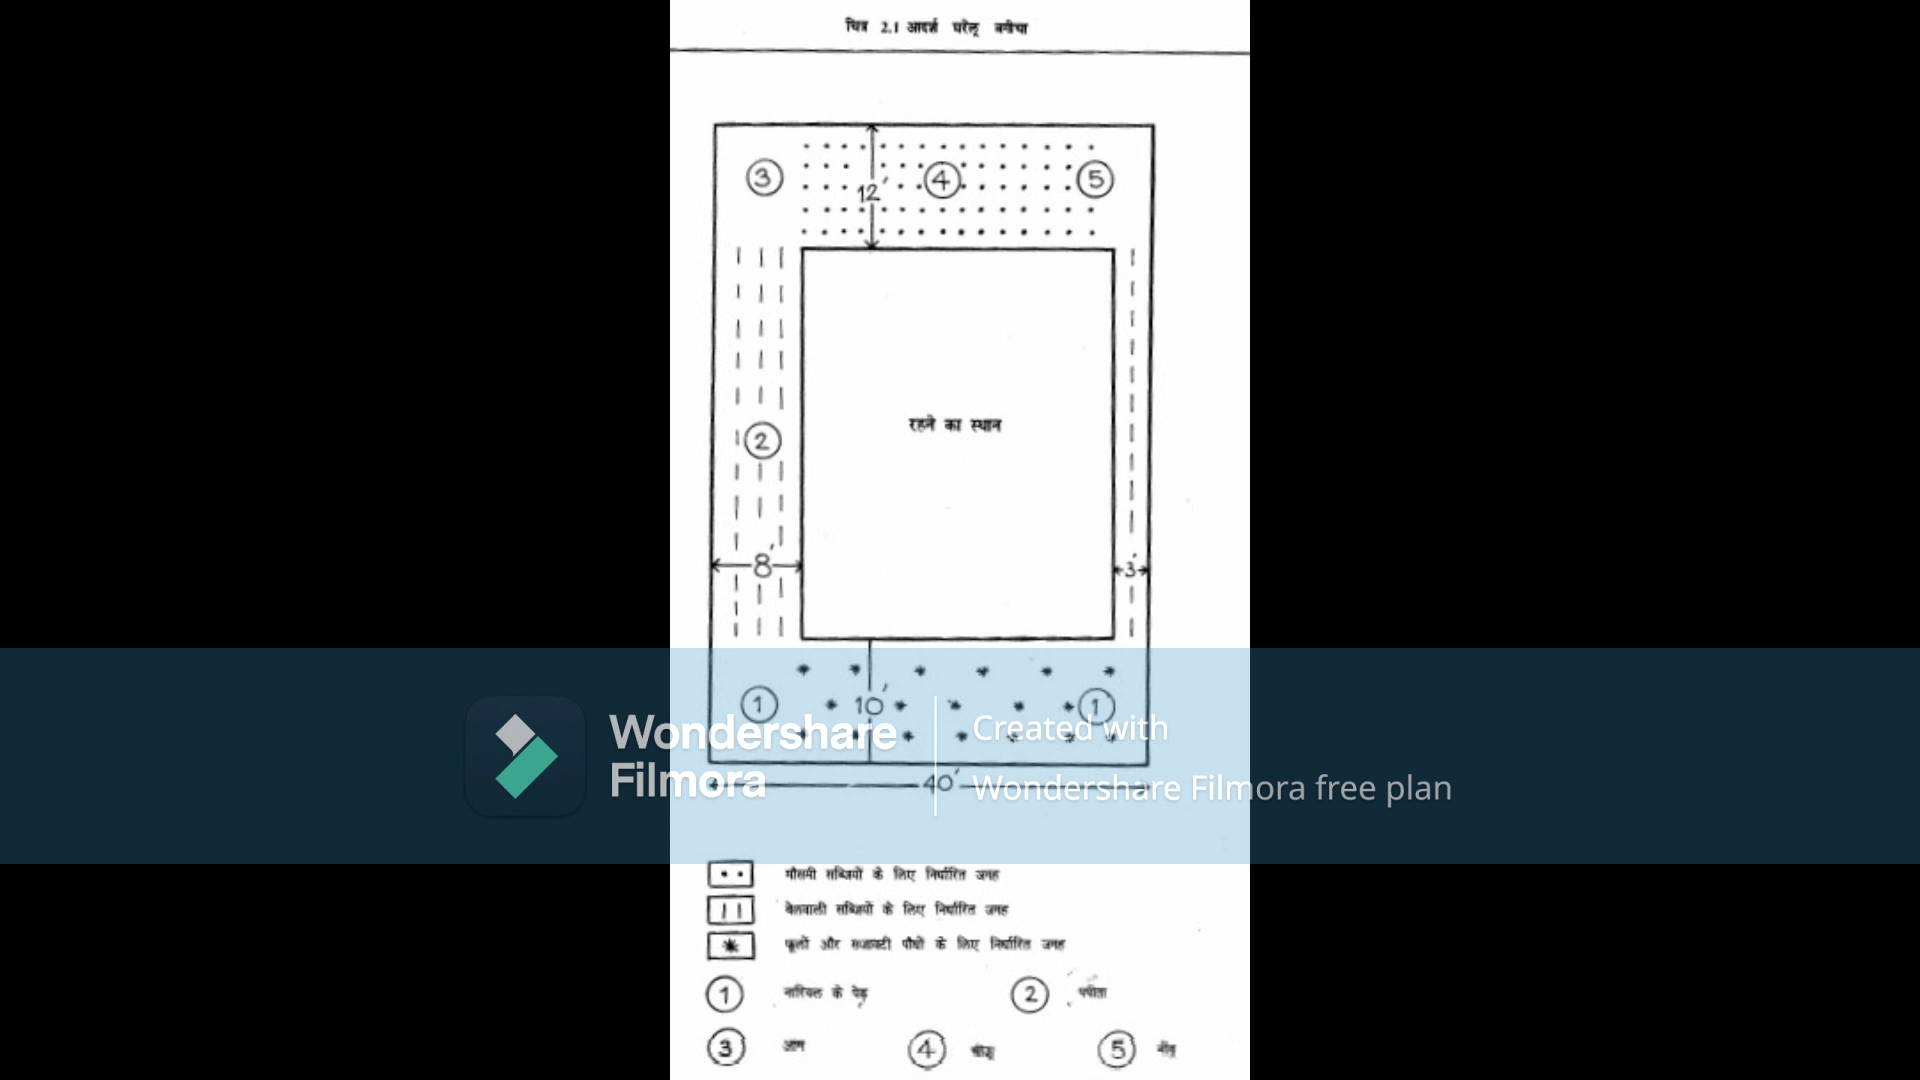 चित्र 2.1 आदर्श घरेलू बगीचा
3
12'
4
5
रहने का स्थान
2
8'
3'
1
10'
1
Wondershare
Filmora
Created with
Wondershare Filmora free plan
40'
मौसमी सब्जियों के लिए निर्धारित जगह
बेलवाली सब्जियों के लिए निर्धारित जगह
फूलों और सजावटी पौधों के लिए निर्धारित जगह
1 नारियल के पेड़ 2 पपीता
3 आम 4 5